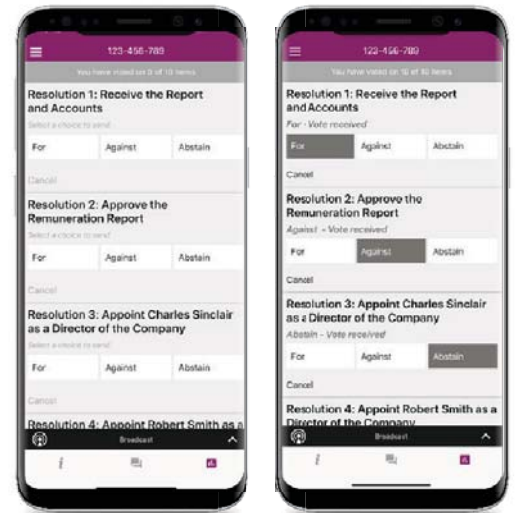 123-456-789
You have voted on 0 of 10 items
Resolution 1: Receive the Report
and Accounts
Select a choice to send
For Against Abstain
Cancel
Resolution 2: Approve the
Remuneration Report
Select a choice to send
For Against Abstain
Cancel
Resolution 3: Appoint Charles Sinclair
as a Director of the Company
Select a choice to send
For Against Abstain
Cancel
Resolution 4: Appoint Robert Smith as a
Broadcast
123-456-789
You have voted on 10 of 10 items
Resolution 1: Receive the Report
and Accounts
For - Vote received
For Against Abstain
Cancel
Resolution 2: Approve the
Remuneration Report
Against - Vote received
For Against Abstain
Cancel
Resolution 3: Appoint Charles Sinclair
as a Director of the Company
Abstain - Vote received
For Against Abstain
Cancel
Resolution 4: Appoint Robert Smith as a
Director of the Company
Broadcast